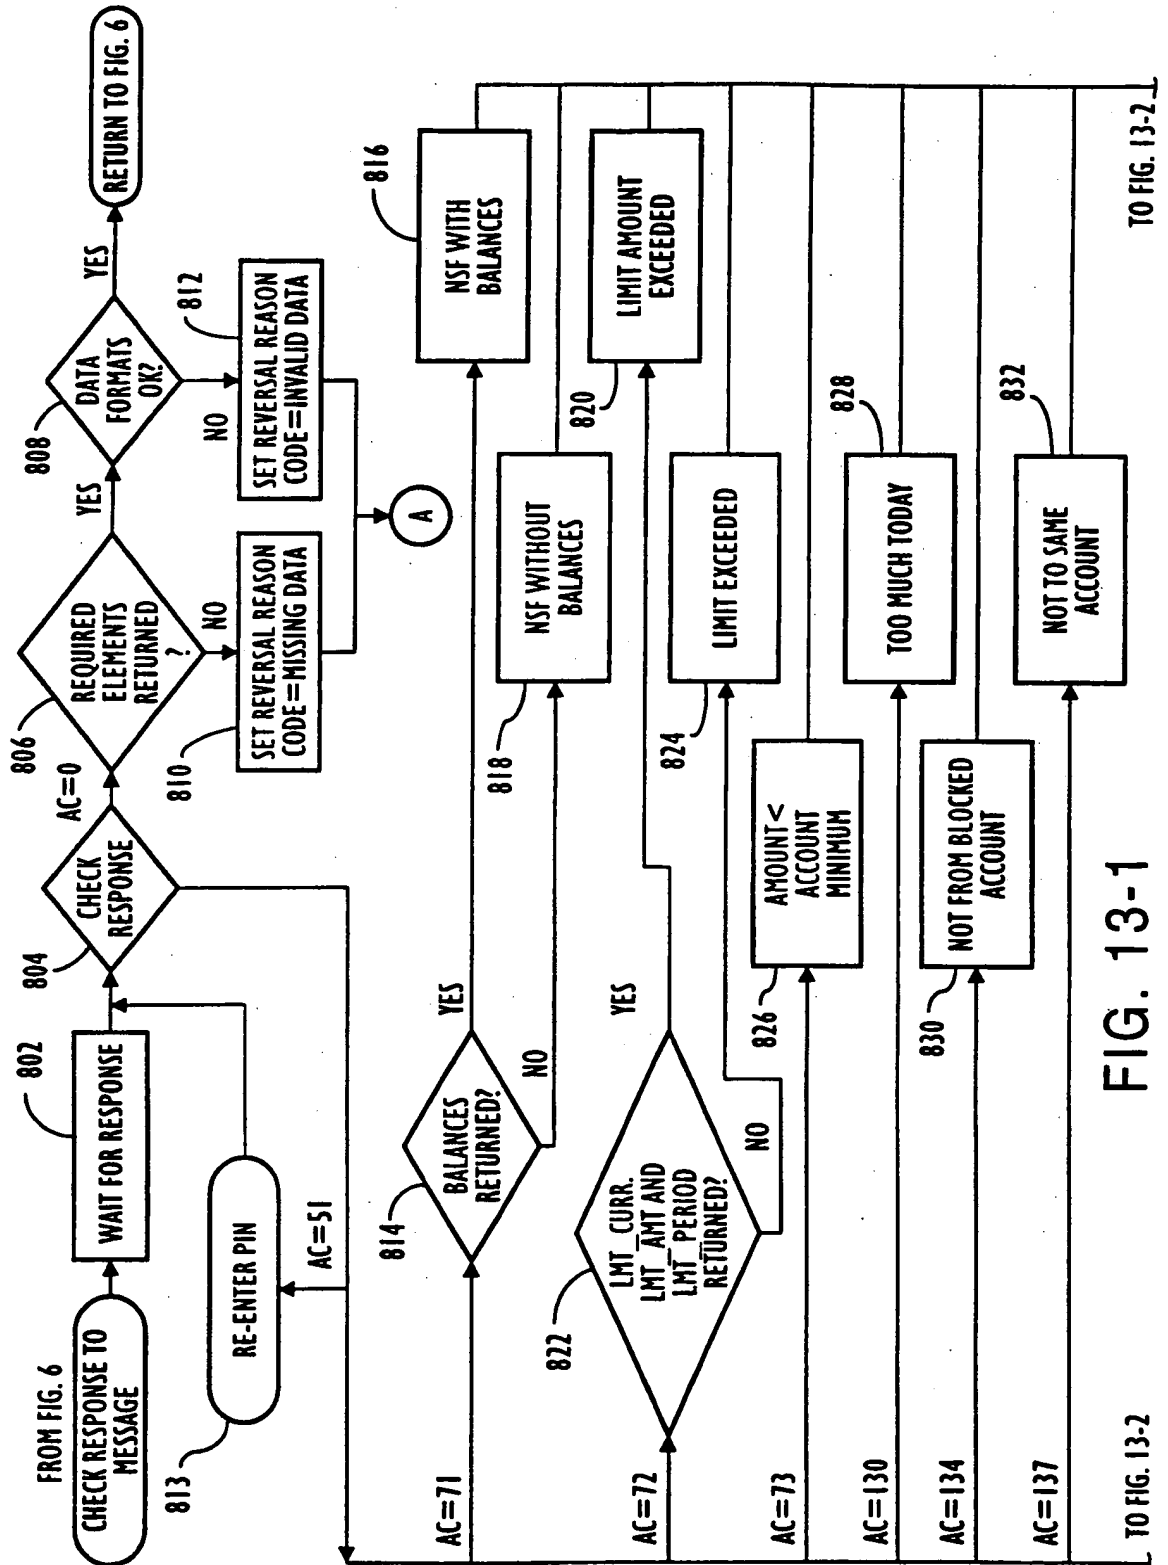 FROM FIG. 6
CHECK RESPONSE TO
MESSAGE
802
WAIT FOR RESPONSE
804
CHECK
RESPONSE
AC=0
806
REQUIRED
ELEMENTS
RETURNED
?
YES
NO
808
DATA
FORMATS
OK?
YES
NO
RETURN TO FIG. 6
810
SET REVERSAL REASON
CODE=MISSING DATA
812
SET REVERSAL REASON
CODE=INVALID DATA
A
813
RE-ENTER PIN
AC=51
AC=71
814
BALANCES
RETURNED?
YES
NO
816
NSF WITH
BALANCES
818
NSF WITHOUT
BALANCES
AC=72
822
LMT_CURR.
LMT_AMT AND
LMT_PERIOD
RETURNED?
YES
NO
820
LIMIT AMOUNT
EXCEEDED
824
LIMIT EXCEEDED
AC=73
826
AMOUNT<
ACCOUNT
MINIMUM
AC=130
828
TOO MUCH TODAY
AC=134
830
NOT FROM BLOCKED
ACCOUNT
AC=137
832
NOT TO SAME
ACCOUNT
TO FIG. 13-2
TO FIG. 13-2
FIG. 13-1